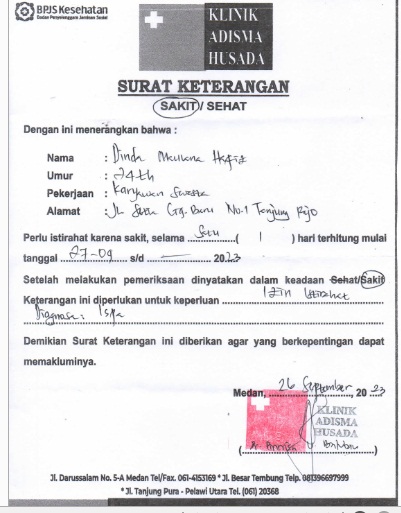 BPJS Kesehatan
Badan Penyelenggara Jaminan Sosial
KLINIK
ADISMA
HUSADA
SURAT KETERANGAN
SAKIT/ SEHAT
Dengan ini menerangkan bahwa :
Nama : Dinda Maulana Hafiz
Umur : 24 th
Pekerjaan : Karyawan Swasta
Alamat : Jl. Gg. Baru No.1 Tanjung Rejo
Perlu istirahat karena sakit, selama Satu ( 1 ) hari terhitung mulai
tanggal 27-09 s/d — 2023
Setelah melakukan pemeriksaan dinyatakan dalam keadaan Sehat/Sakit
Keterangan ini diperlukan untuk keperluan Izin Istirahat
Diagnosa : Ispa
Demikian Surat Keterangan ini diberikan agar yang berkepentingan dapat
memakluminya.
Medan, 26 September, 2023
KLINIK
ADISMA
HUSADA
Jl. Darussalam No. 5-A Medan Tel/Fax. 061-4153169 * Jl. Besar Tembung Telp. 081396697999
* Jl. Tanjung Pura - Pelawi Utara Tel. (061) 20368